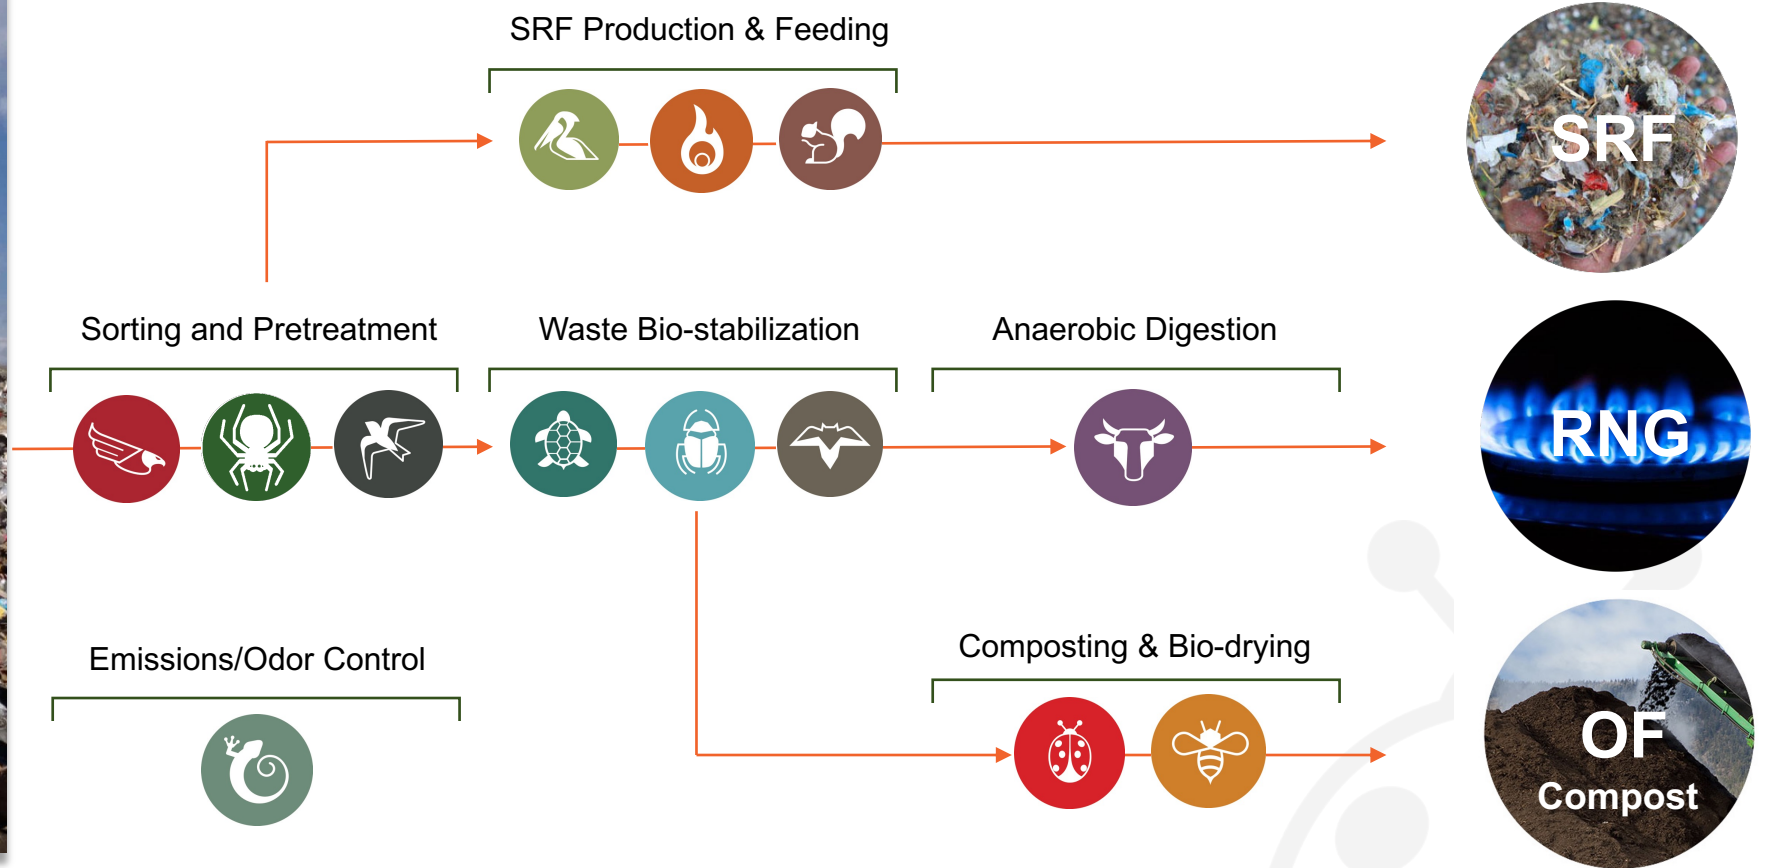 SRF Production & Feeding
SRF
Sorting and Pretreatment
Waste Bio-stabilization
Anaerobic Digestion
RNG
Emissions/Odor Control
Composting & Bio-drying
OF
Compost